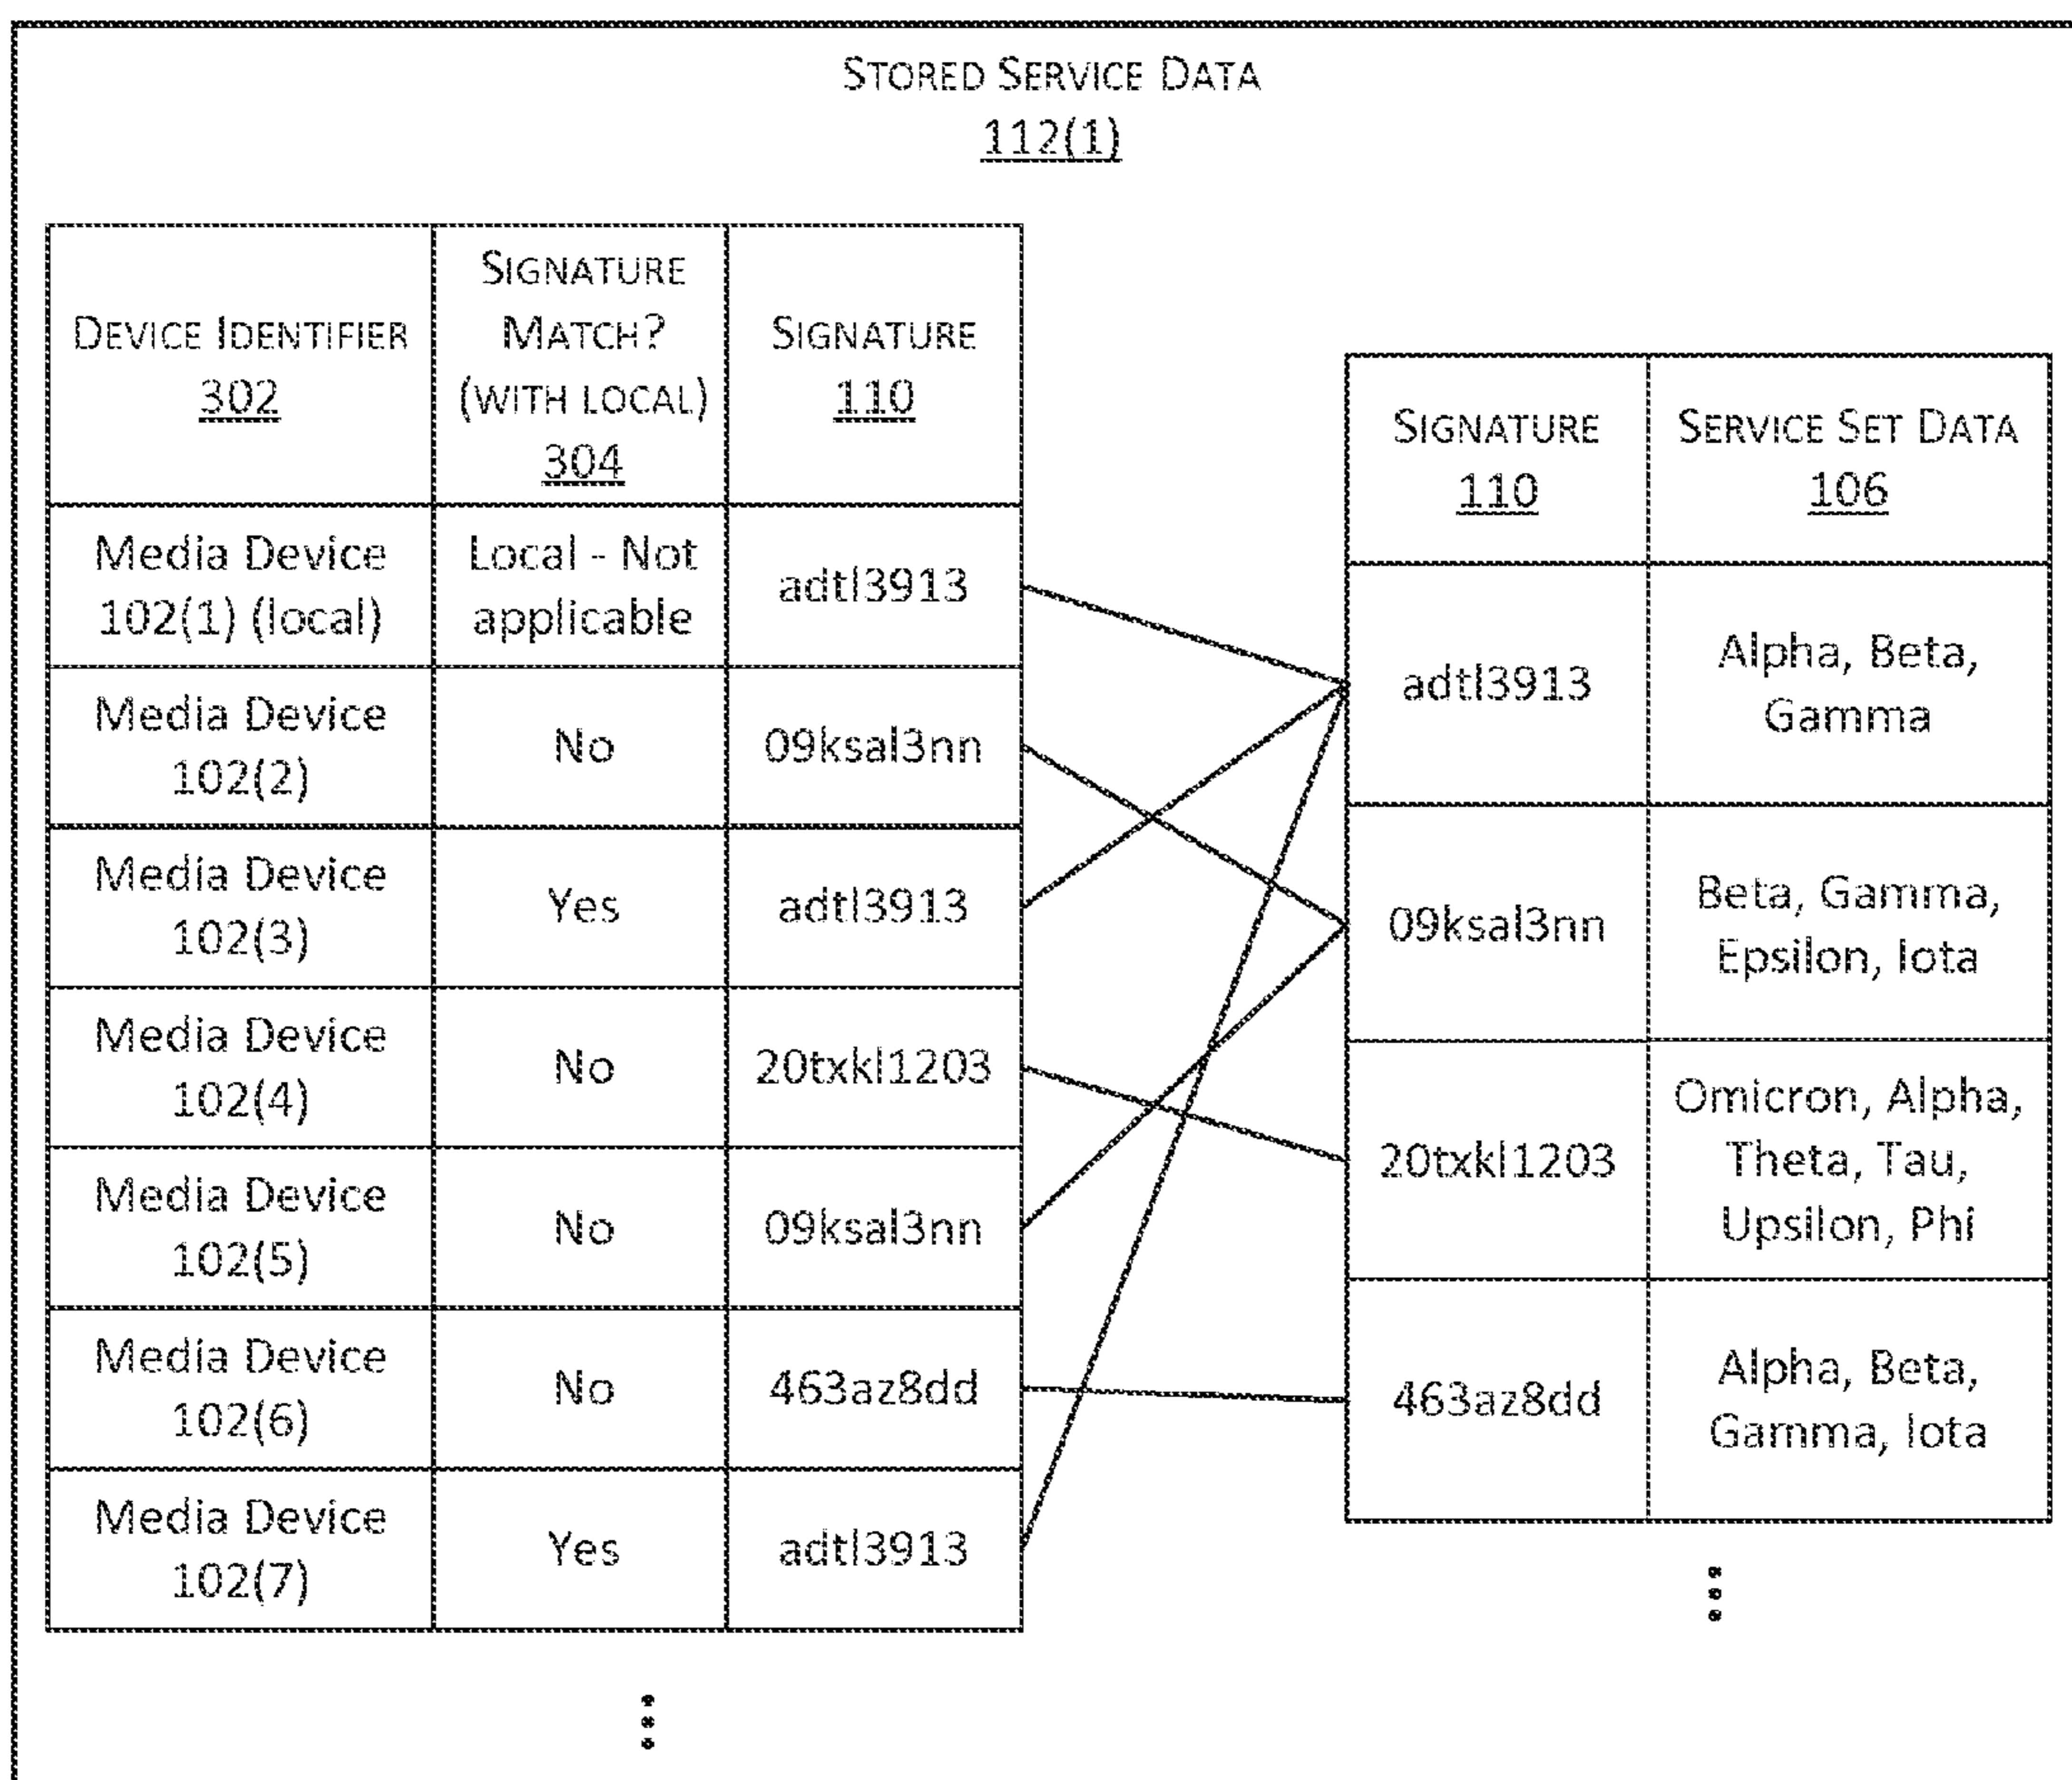 STORED SERVICE DATA
112(1)
DEVICE IDENTIFIER
302
SIGNATURE
MATCH?
(WITH LOCAL)
304
SIGNATURE
110
Media Device
102(1) (local)
Local - Not
applicable
adtl3913
Media Device
102(2)
No
09ksal3nn
Media Device
102(3)
Yes
adtl3913
Media Device
102(4)
No
20txkl1203
Media Device
102(5)
No
09ksal3nn
Media Device
102(6)
No
463az8dd
Media Device
102(7)
Yes
adtl3913
SIGNATURE
110
SERVICE SET DATA
106
adtl3913
Alpha, Beta,
Gamma
09ksal3nn
Beta, Gamma,
Epsilon, Iota
20txkl1203
Omicron, Alpha,
Theta, Tau,
Upsilon, Phi
463az8dd
Alpha, Beta,
Gamma, Iota